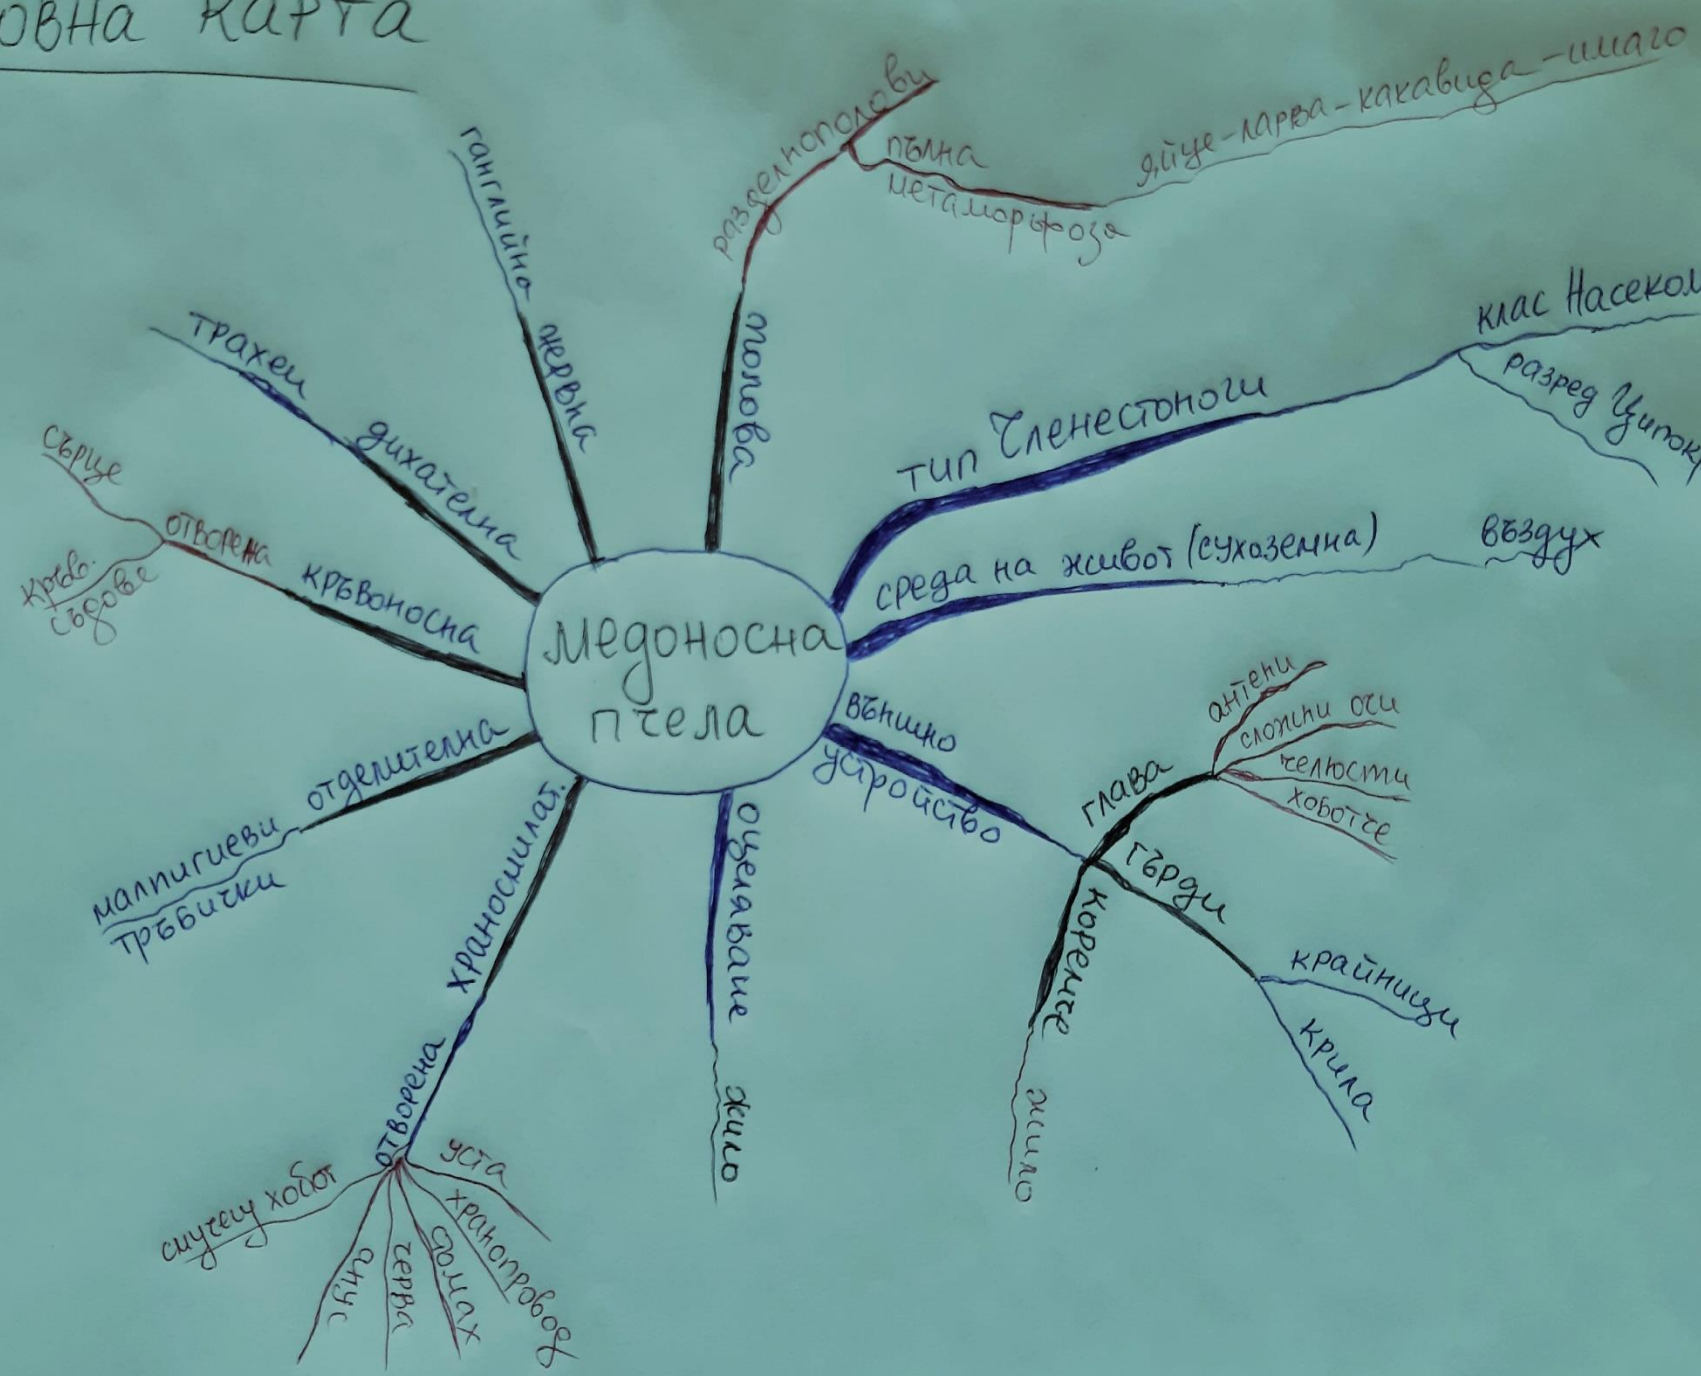 овна карта
разделнополови
пълна
метаморфоза
яйце-ларва-какавида-имаго
полова
ганглийна
нервна
трахеи
дихателна
сърце
кръв.
съдове
отворена
кръвоносна
клас Насеком
разред Ципок
тип Членестоноги
среда на живот (сухоземна)
въздух
медоносна
пчела
външно
устройство
глава
антени
сложни очи
челюсти
хоботче
гърди
крайници
крила
коремче
жило
оцеляване
жило
отделителна
малпигиеви
тръбички
храносмилат.
отворена
смучещ хобот
анус
черва
стомах
хранопровод
уста